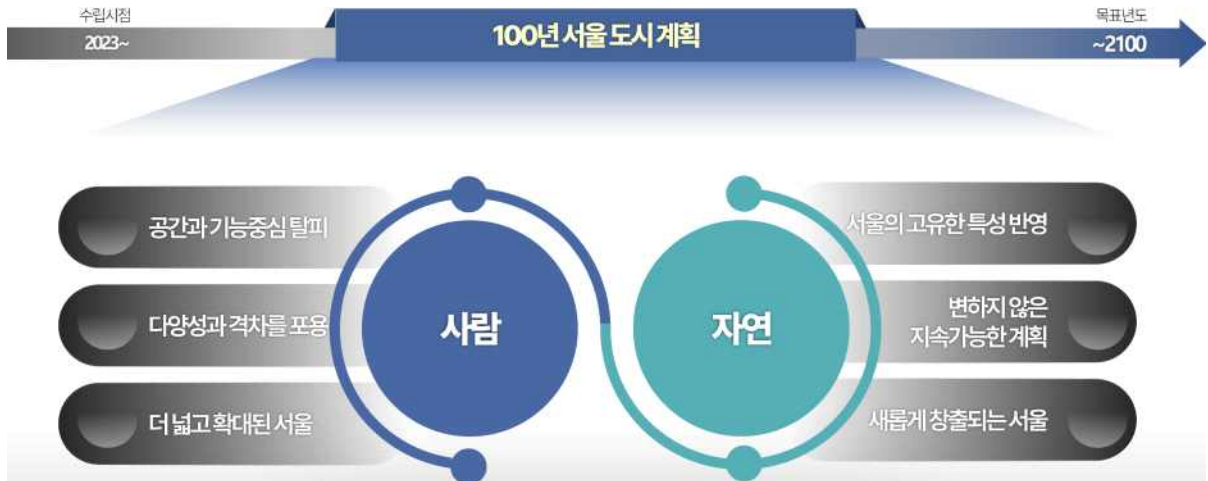 수립시점
2023~
100년 서울 도시 계획
목표년도
~2100
공간과 기능중심 탈피
다양성과 격차를 포용
더 넓고 확대된 서울
사람
자연
서울의 고유한 특성 반영
변하지 않은
지속가능한 계획
새롭게 창출되는 서울